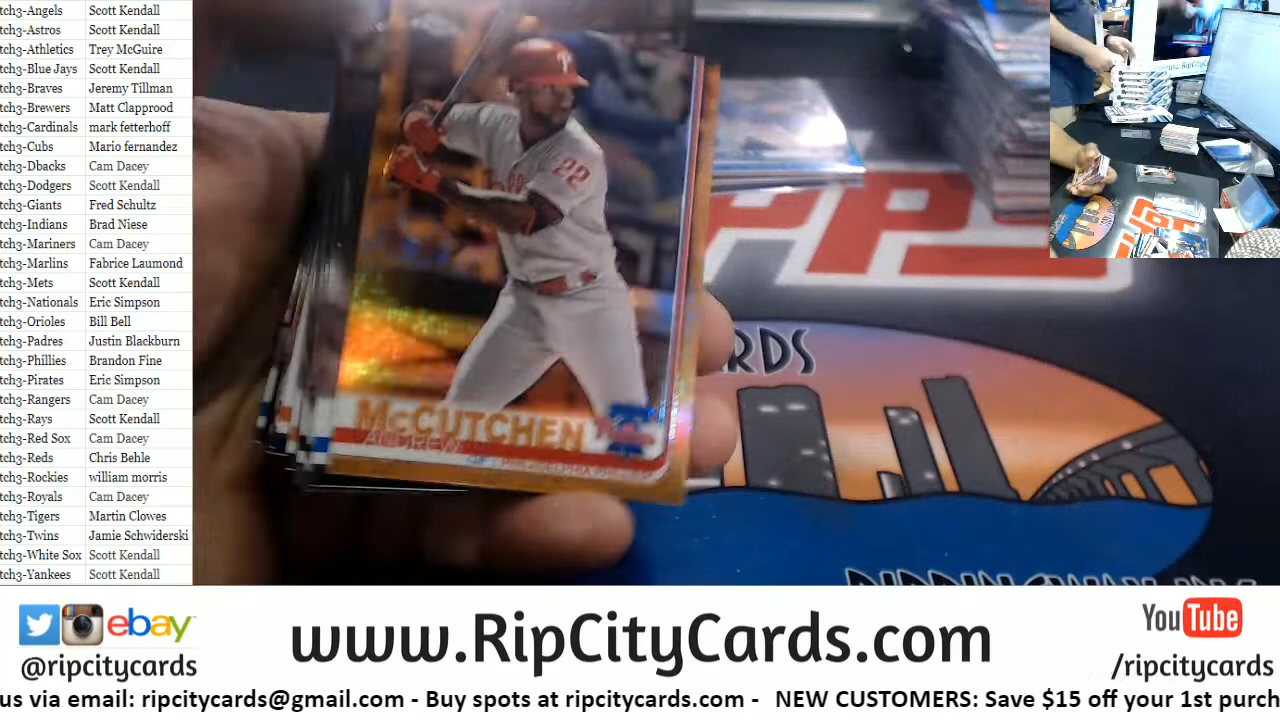 tch3-Angels Scott Kendall
tch3-Astros Scott Kendall
tch3-Athletics Trey McGuire
tch3-Blue Jays Scott Kendall
tch3-Braves Jeremy Tillman
tch3-Brewers Matt Clapprood
tch3-Cardinals mark fetterhoff
tch3-Cubs Mario fernandez
tch3-Dbacks Cam Dacey
tch3-Dodgers Scott Kendall
tch3-Giants Fred Schultz
tch3-Indians Brad Niese
tch3-Mariners Cam Dacey
tch3-Marlins Fabrice Laumond
tch3-Mets Scott Kendall
tch3-Nationals Eric Simpson
tch3-Orioles Bill Bell
tch3-Padres Justin Blackburn
tch3-Phillies Brandon Fine
tch3-Pirates Eric Simpson
tch3-Rangers Cam Dacey
tch3-Rays Scott Kendall
tch3-Red Sox Cam Dacey
tch3-Reds Chris Behle
tch3-Rockies william morris
tch3-Royals Cam Dacey
tch3-Tigers Martin Clowes
tch3-Twins Jamie Schwiderski
tch3-White Sox Scott Kendall
tch3-Yankees Scott Kendall
P
22
McCUTCHEN
ANDREW
PHILADELPHIA PHILLIES
PPS
RDS
RipCityCar
ebay
@ripcitycards
www.RipCityCards.com
YouTube
/ripcitycards
us via email: ripcitycards@gmail.com - Buy spots at ripcitycards.com - NEW CUSTOMERS: Save $15 off your 1st purch